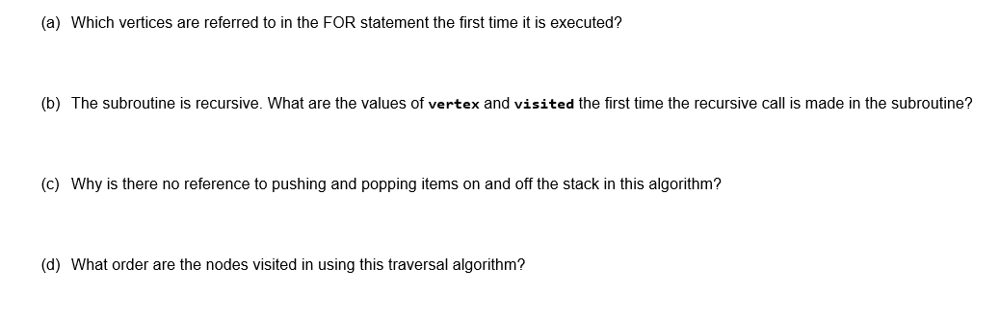 (a) Which vertices are referred to in the FOR statement the first time it is executed?
(b) The subroutine is recursive. What are the values of vertex and visited the first time the recursive call is made in the subroutine?
(c) Why is there no reference to pushing and popping items on and off the stack in this algorithm?
(d) What order are the nodes visited in using this traversal algorithm?